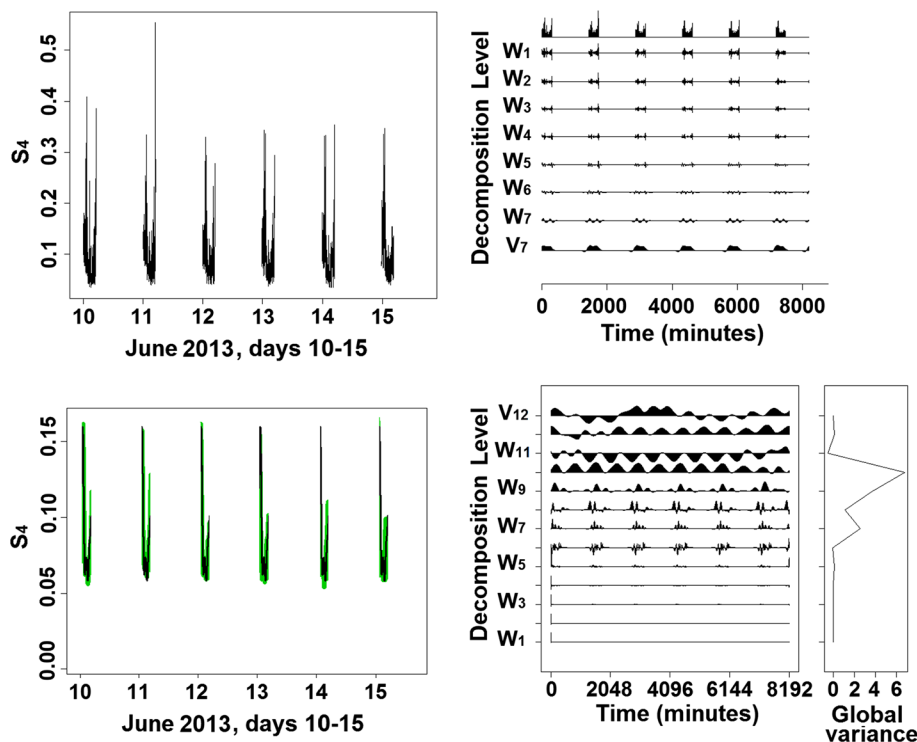 0.5
0.4
0.3
0.2
0.1
S4
10 11 12 13 14 15
June 2013, days 10-15
Decomposition Level
W1
W2
W3
W4
W5
W6
W7
V7
0 2000 4000 6000 8000
Time (minutes)
0.15
0.10
0.05
0.00
S4
10 11 12 13 14 15
June 2013, days 10-15
Decomposition Level
V12
W11
W9
W7
W5
W3
W1
0 2048 4096 6144 8192
Time (minutes)
0 2 4 6
Global
variance